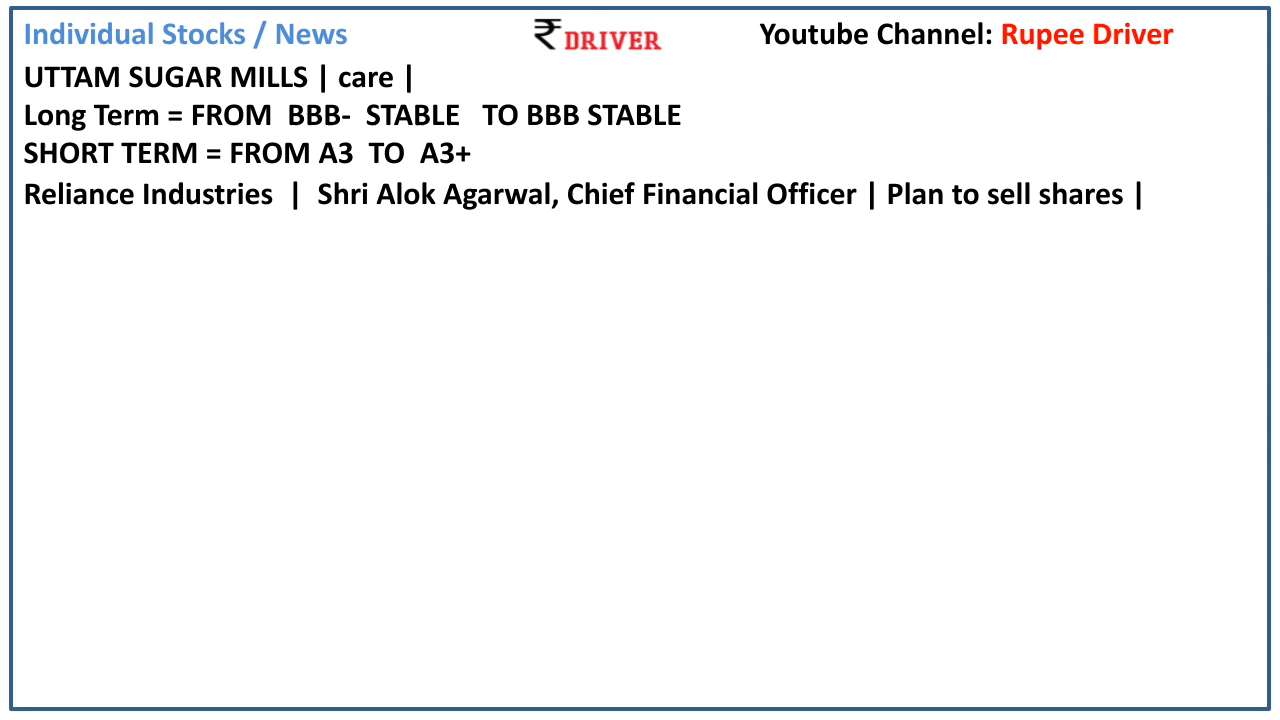 Individual Stocks / News ₹ DRIVER Youtube Channel: Rupee Driver
UTTAM SUGAR MILLS | care |
Long Term = FROM BBB- STABLE TO BBB STABLE
SHORT TERM = FROM A3 TO A3+
Reliance Industries | Shri Alok Agarwal, Chief Financial Officer | Plan to sell shares |